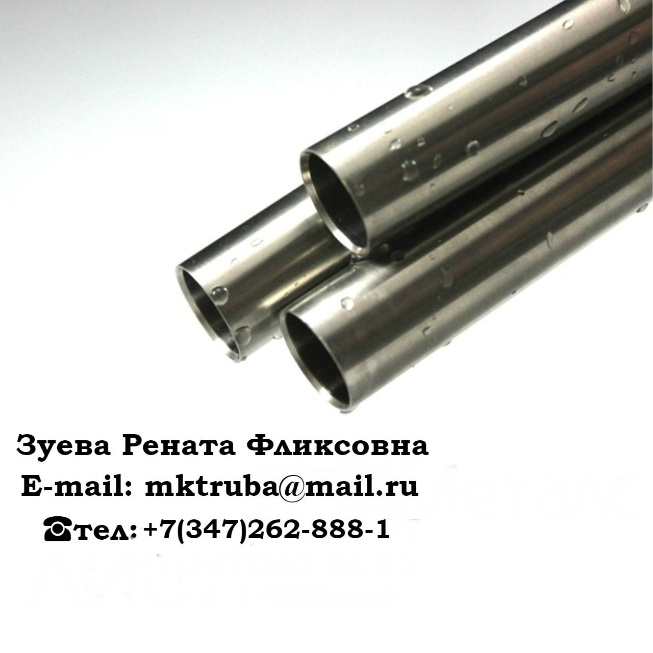 Зуева Рената Фликсовна
E-mail: mktruba@mail.ru
☎тел:+7(347)262-888-1